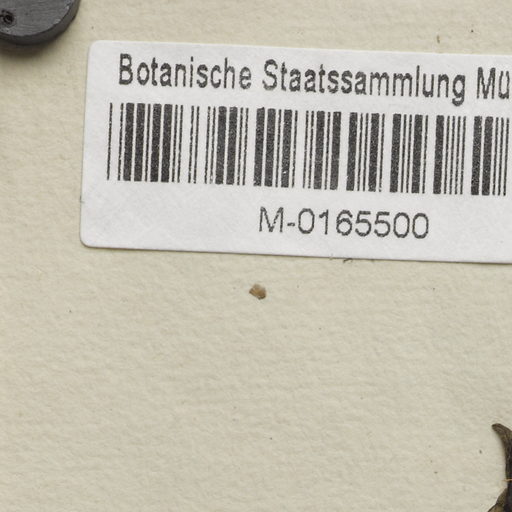 Botanische Staatssammlung Mü
M-0165500